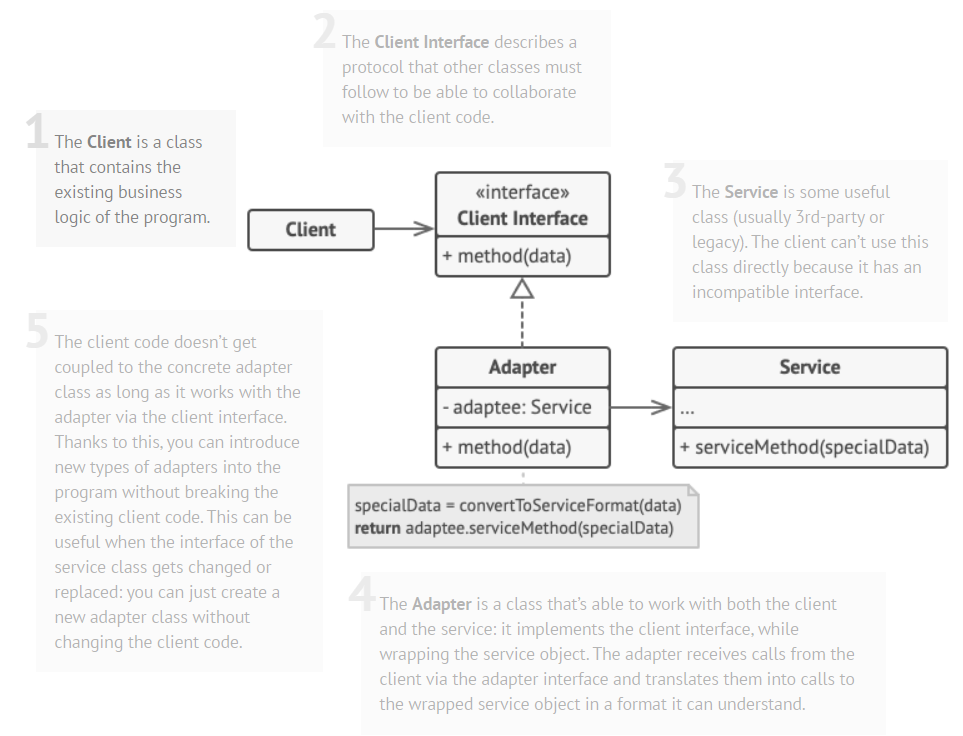 1
The Client is a class
that contains the
existing business
logic of the program.
2
The Client Interface describes a
protocol that other classes must
follow to be able to collaborate
with the client code.
3
The Service is some useful
class (usually 3rd-party or
legacy). The client can’t use this
class directly because it has an
incompatible interface.
Client
«interface»
Client Interface
+ method(data)
Adapter
- adaptee: Service
+ method(data)
Service
...
+ serviceMethod(specialData)
specialData = convertToServiceFormat(data)
return adaptee.serviceMethod(specialData)
4
The Adapter is a class that’s able to work with both the client
and the service: it implements the client interface, while
wrapping the service object. The adapter receives calls from the
client via the adapter interface and translates them into calls to
the wrapped service object in a format it can understand.
5
The client code doesn’t get
coupled to the concrete adapter
class as long as it works with the
adapter via the client interface.
Thanks to this, you can introduce
new types of adapters into the
program without breaking the
existing client code. This can be
useful when the interface of the
service class gets changed or
replaced: you can just create a
new adapter class without
changing the client code.